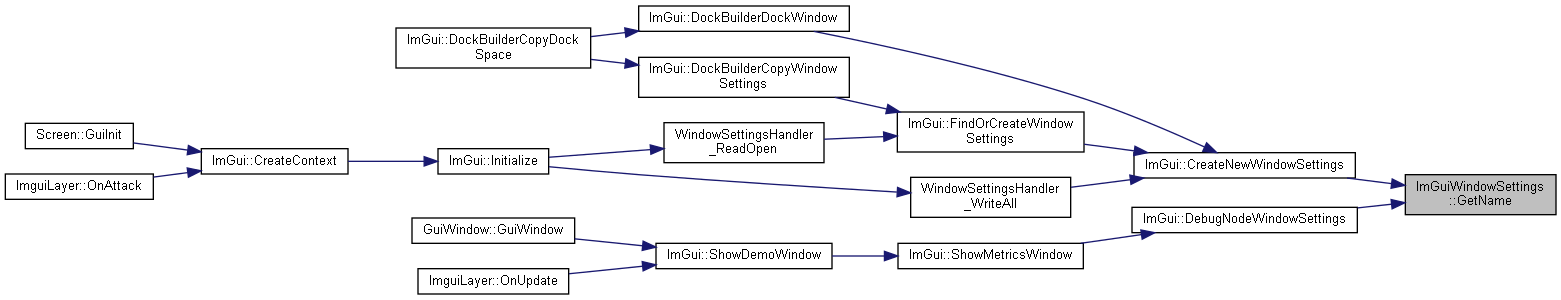 ImGui::DockBuilderDockWindow
ImGui::DockBuilderCopyDock
Space
ImGui::DockBuilderCopyWindow
Settings
ImGui::FindOrCreateWindow
Settings
WindowSettingsHandler
_ReadOpen
Screen::GuiInit
ImGui::CreateContext
ImGui::Initialize
ImGui::CreateNewWindowSettings
ImguiLayer::OnAttack
WindowSettingsHandler
_WriteAll
ImGuiWindowSettings
::GetName
ImGui::DebugNodeWindowSettings
GuiWindow::GuiWindow
ImGui::ShowDemoWindow
ImGui::ShowMetricsWindow
ImguiLayer::OnUpdate